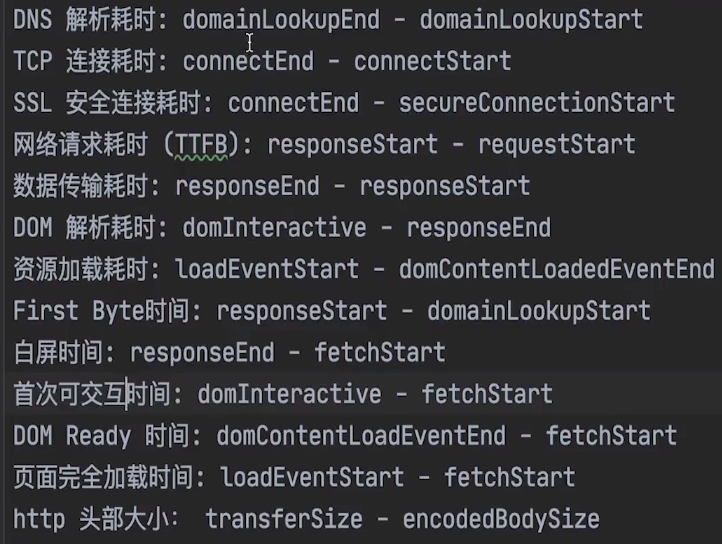 DNS 解析耗时: domainLookupEnd - domainLookupStart
TCP 连接耗时: connectEnd - connectStart
SSL 安全连接耗时: connectEnd - secureConnectionStart
网络请求耗时 (TTFB): responseStart - requestStart
数据传输耗时: responseEnd - responseStart
DOM 解析耗时: domInteractive - responseEnd
资源加载耗时: loadEventStart - domContentLoadedEventEnd
First Byte时间: responseStart - domainLookupStart
白屏时间: responseEnd - fetchStart
首次可交互时间: domInteractive - fetchStart
DOM Ready 时间: domContentLoadEventEnd - fetchStart
页面完全加载时间: loadEventStart - fetchStart
http 头部大小: transferSize - encodedBodySize